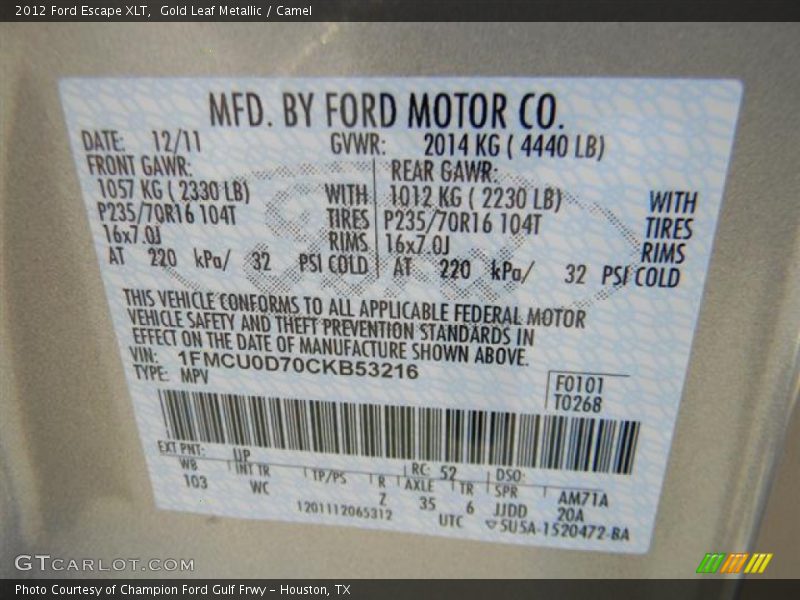 2012 Ford Escape XLT,  Gold Leaf Metallic / Camel
MFD. BY FORD MOTOR CO.
DATE: 12/11 GVWR: 2014 KG ( 4440 LB)
FRONT GAWR: REAR GAWR:
1057 KG ( 2330 LB) WITH 1012 KG ( 2230 LB) WITH
P235/70R16 104T TIRES P235/70R16 104T TIRES
16x7.0J RIMS 16x7.0J RIMS
AT 220 kPa/ 32 PSI COLD AT 220 kPa/ 32 PSI COLD
THIS VEHICLE CONFORMS TO ALL APPLICABLE FEDERAL MOTOR
VEHICLE SAFETY AND THEFT PREVENTION STANDARDS IN
EFFECT ON THE DATE OF MANUFACTURE SHOWN ABOVE.
VIN: 1FMCU0D70CKB53216
TYPE: MPV
F0101
T0268
EXT PNT: UP RC: 52 DSO:
WB INT TR TP/PS R AXLE TR SPR AM71A
103 WC Z 35 6 JJDD 20A
1201112065312 UTC 5U5A-1520472-BA
GTCARLOT.COM
Photo Courtesy of Champion Ford Gulf Frwy - Houston, TX